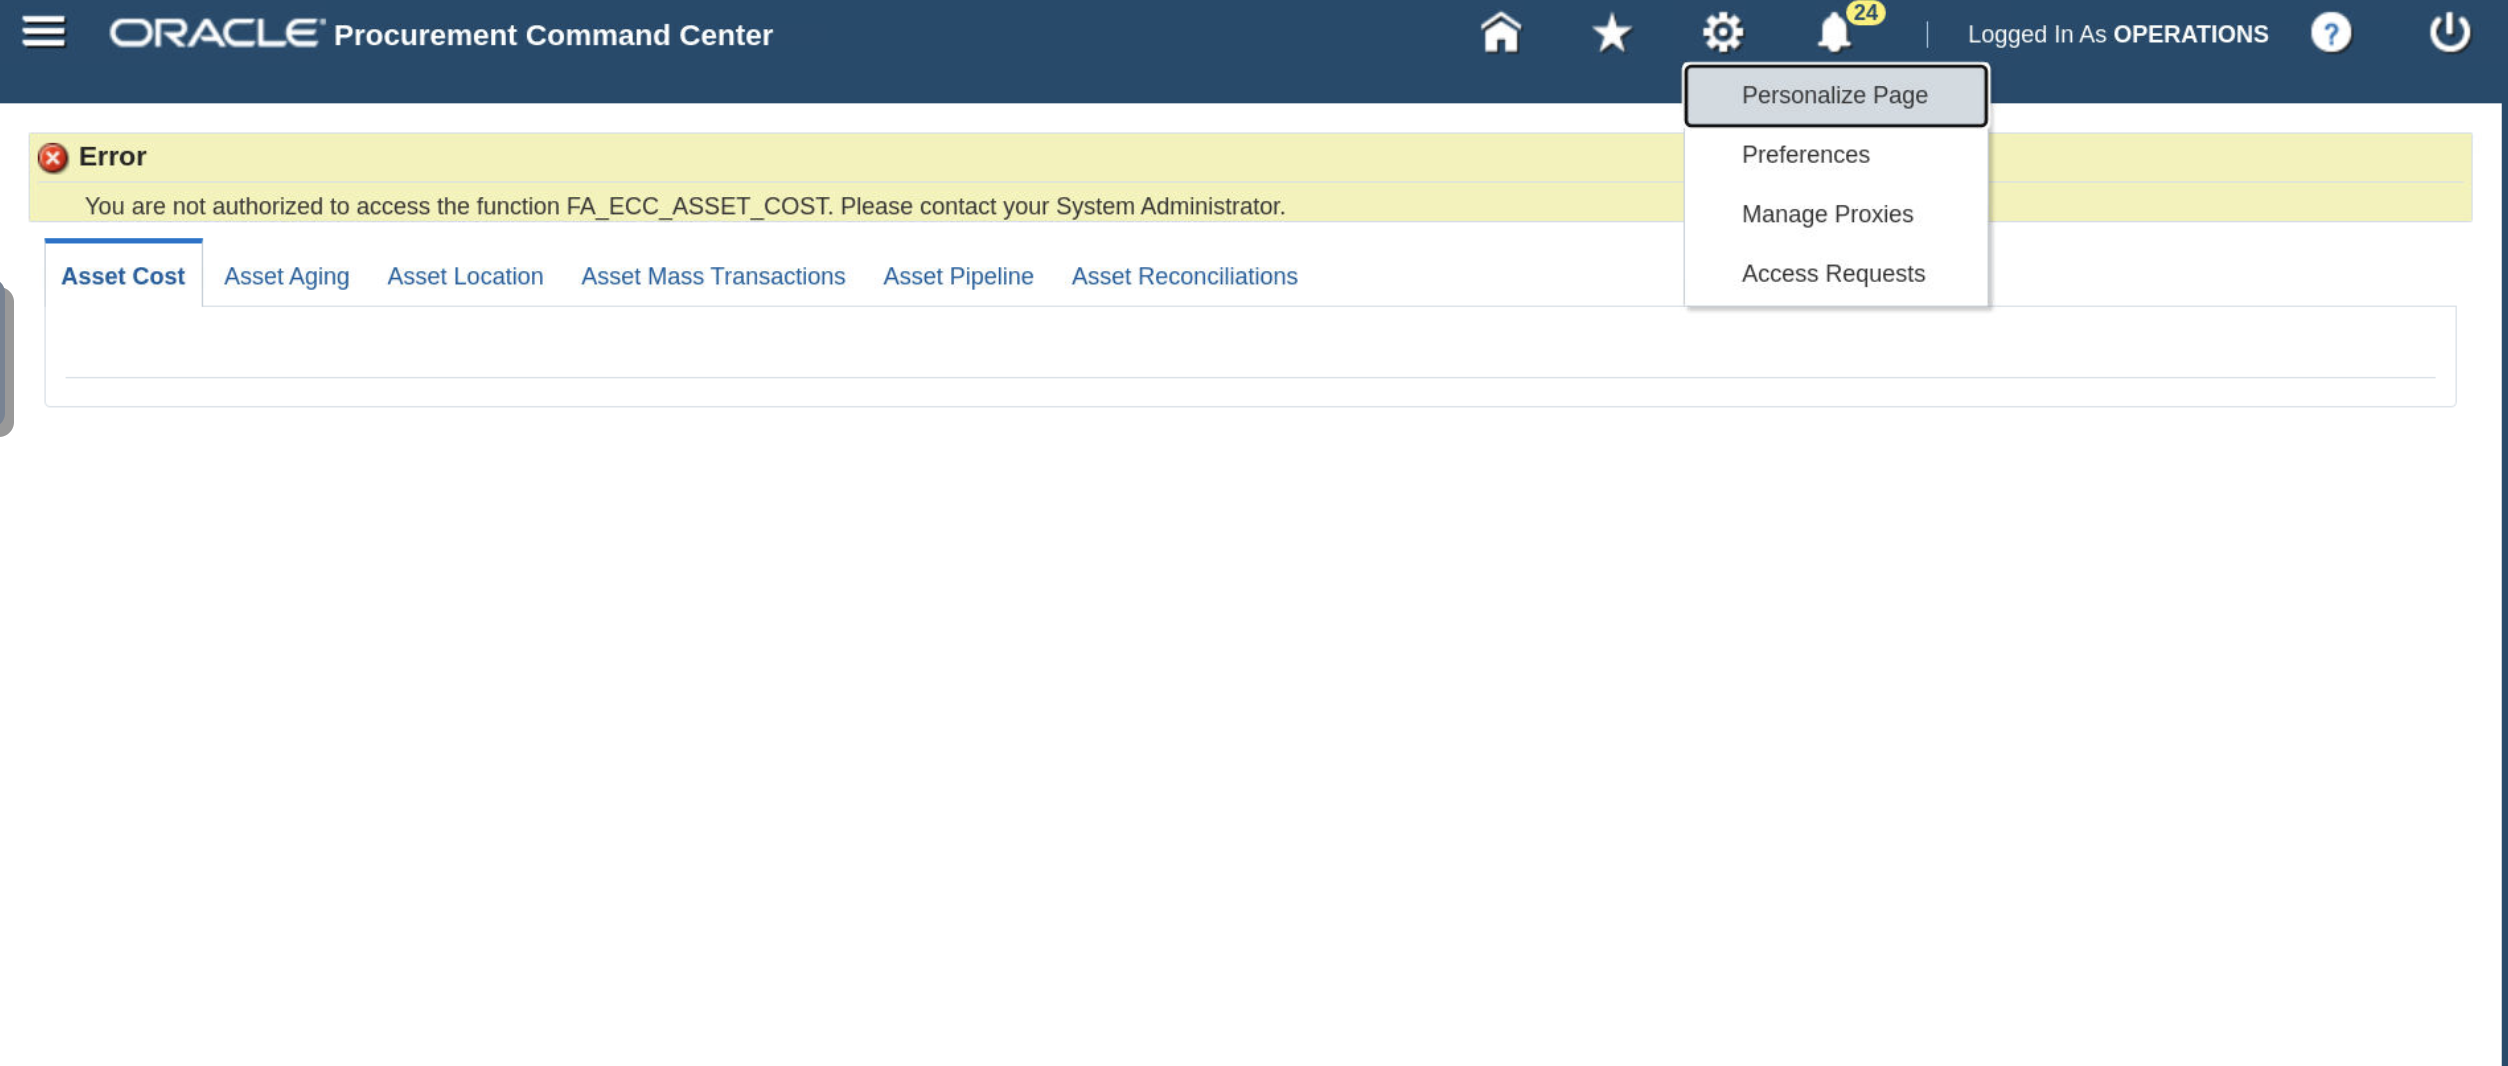 ORACLE Procurement Command Center
24
Logged In As OPERATIONS
?
Personalize Page
Preferences
Manage Proxies
Access Requests
Error
You are not authorized to access the function FA_ECC_ASSET_COST. Please contact your System Administrator.
Asset Cost Asset Aging Asset Location Asset Mass Transactions Asset Pipeline Asset Reconciliations